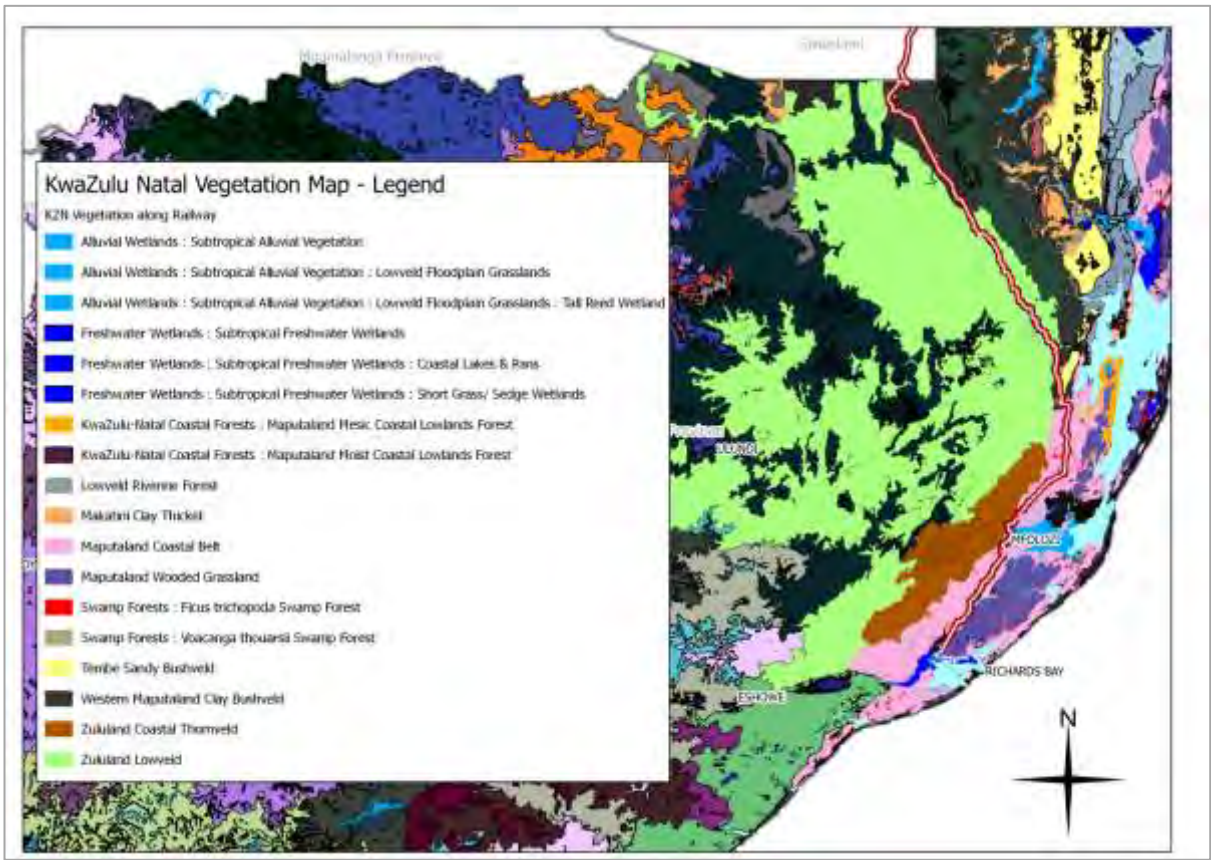 Mpumalanga Province
Swaziland
KwaZulu Natal Vegetation Map - Legend
KZN Vegetation along Railway
Alluvial Wetlands : Subtropical Alluvial Vegetation
Alluvial Wetlands : Subtropical Alluvial Vegetation : Lowveld Floodplain Grasslands
Alluvial Wetlands : Subtropical Alluvial Vegetation : Lowveld Floodplain Grasslands : Tall Reed Wetland
Freshwater Wetlands : Subtropical Freshwater Wetlands
Freshwater Wetlands : Subtropical Freshwater Wetlands : Coastal Lakes & Pans
Freshwater Wetlands : Subtropical Freshwater Wetlands : Short Grass/ Sedge Wetlands
KwaZulu-Natal Coastal Forests : Maputaland Mesic Coastal Lowlands Forest
KwaZulu-Natal Coastal Forests : Maputaland Moist Coastal Lowlands Forest
Lowveld Riverine Forest
Makatini Clay Thicket
Maputaland Coastal Belt
Maputaland Wooded Grassland
Swamp Forests : Ficus trichopoda Swamp Forest
Swamp Forests : Voacanga thouarsii Swamp Forest
Tembe Sandy Bushveld
Western Maputaland Clay Bushveld
Zululand Coastal Thornveld
Zululand Lowveld
ULUNDI
MFOLOZI
RICHARDS BAY
ESHOWE
N